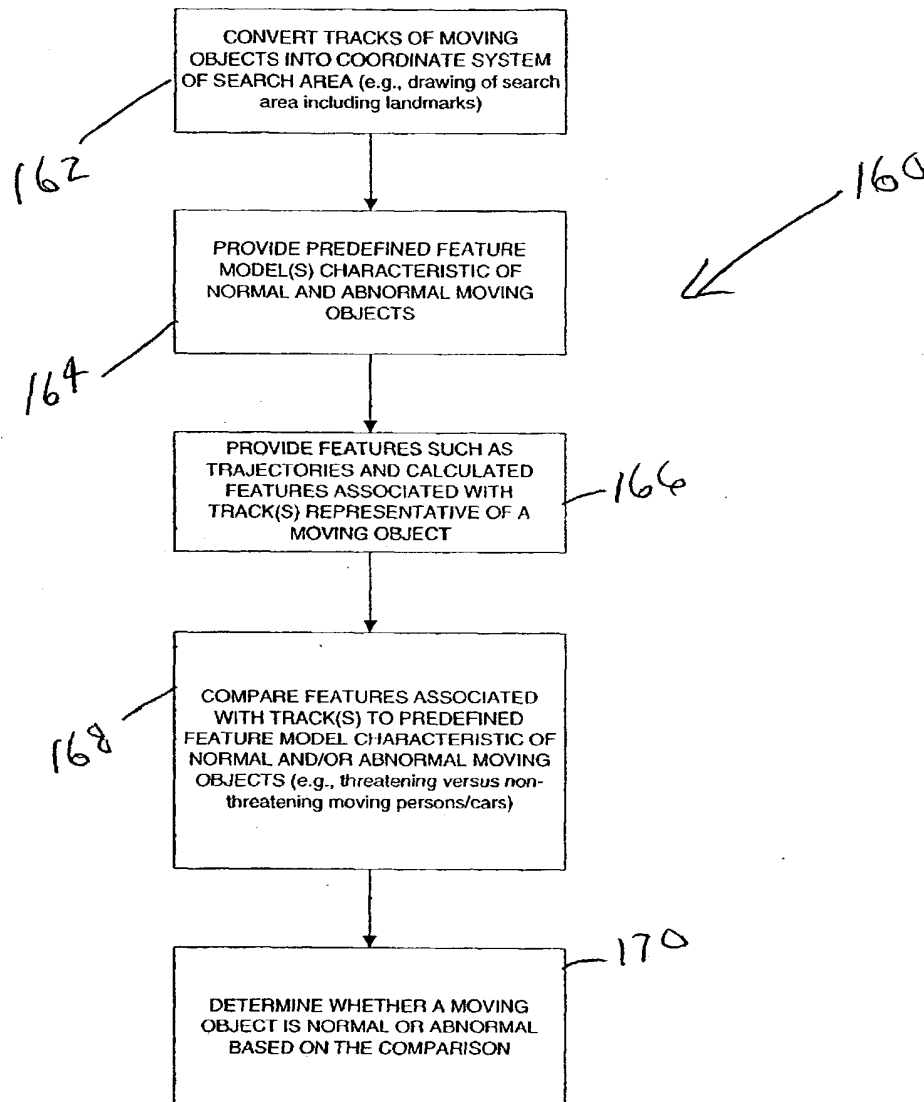 CONVERT TRACKS OF MOVING
OBJECTS INTO COORDINATE SYSTEM
OF SEARCH AREA (e.g., drawing of search
area including landmarks)
162
160
PROVIDE PREDEFINED FEATURE
MODEL(S) CHARACTERISTIC OF
NORMAL AND ABNORMAL MOVING
OBJECTS
164
PROVIDE FEATURES SUCH AS
TRAJECTORIES AND CALCULATED
FEATURES ASSOCIATED WITH
TRACK(S) REPRESENTATIVE OF A
MOVING OBJECT
166
COMPARE FEATURES ASSOCIATED
WITH TRACK(S) TO PREDEFINED
FEATURE MODEL CHARACTERISTIC OF
NORMAL AND/OR ABNORMAL MOVING
OBJECTS (e.g., threatening versus non-
threatening moving persons/cars)
168
170
DETERMINE WHETHER A MOVING
OBJECT IS NORMAL OR ABNORMAL
BASED ON THE COMPARISON